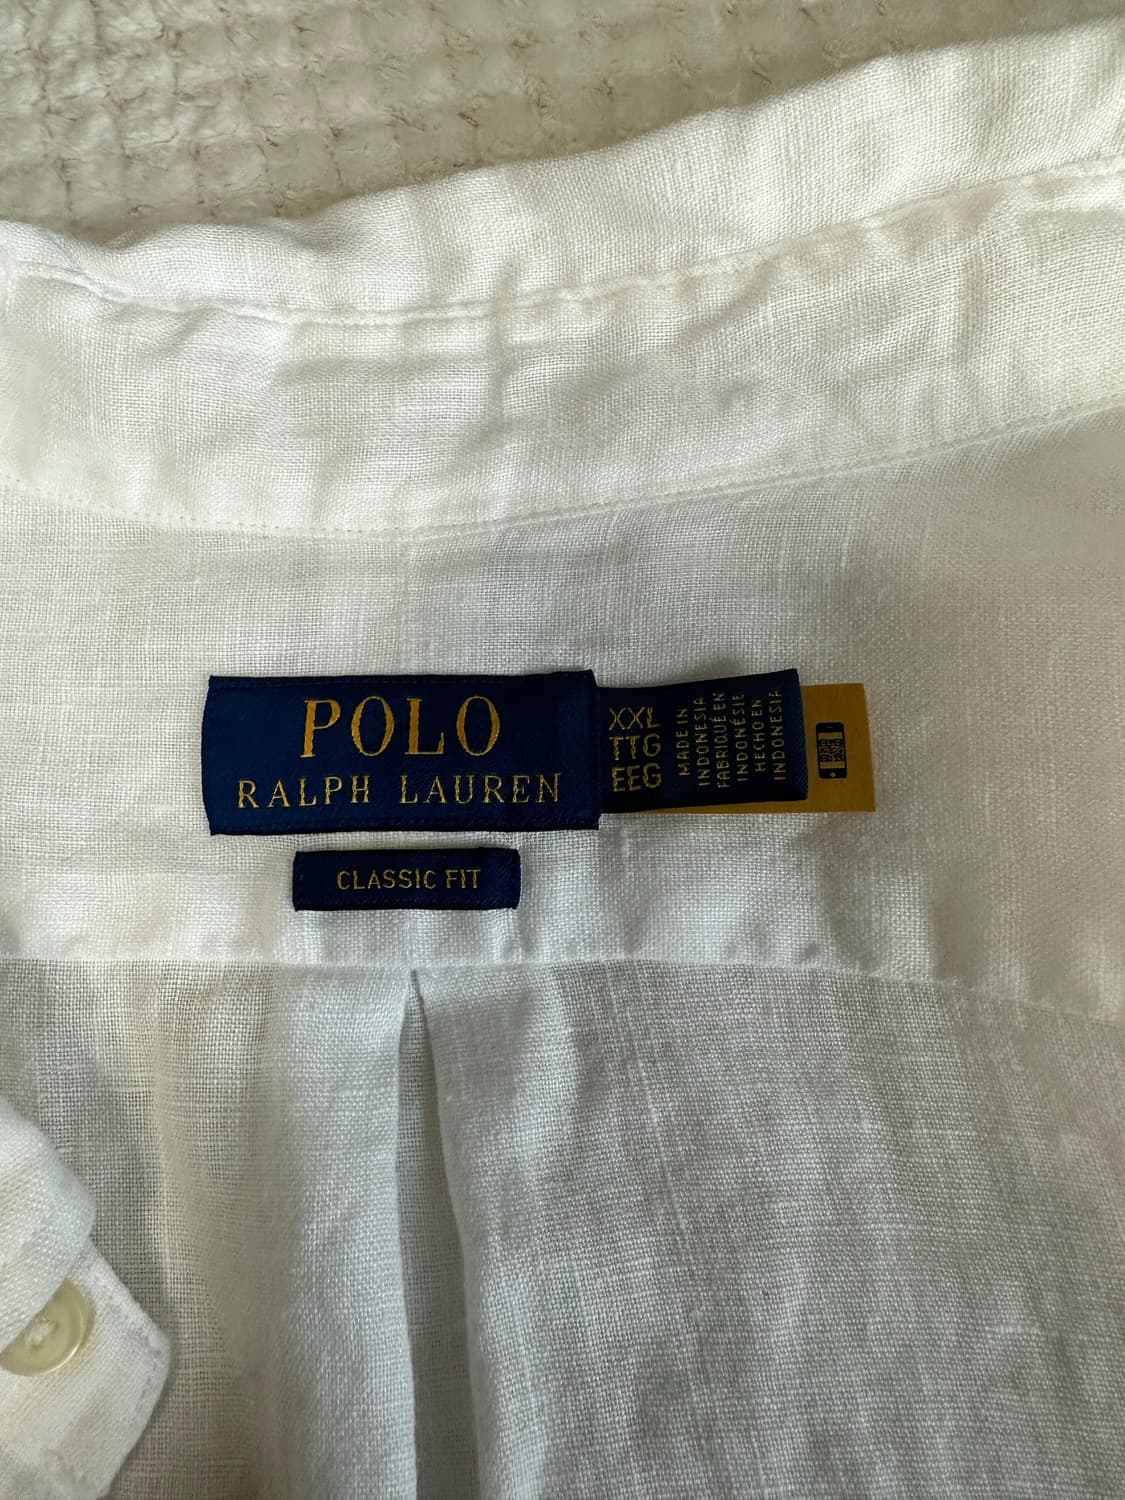 POLO
RALPH LAUREN
XXL
TTG
EEG
MADE IN
INDONESIA
FABRIQUÉ EN
INDONÉSIE
HECHO EN
INDONESIA
CLASSIC FIT